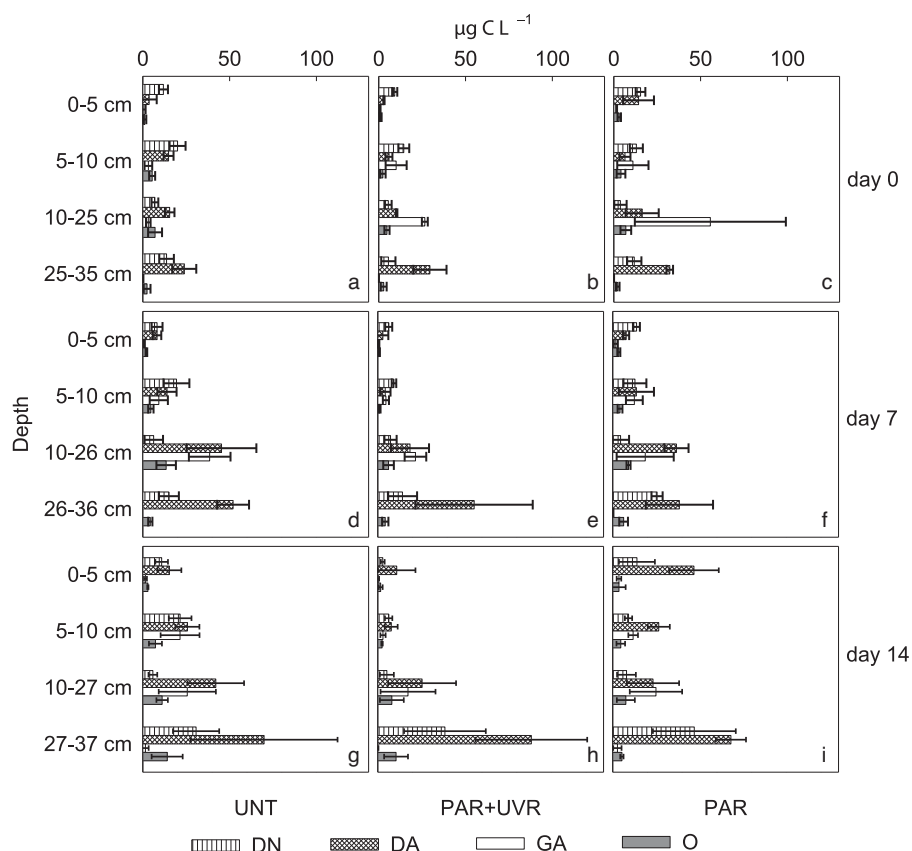 µg C L⁻¹
0 50 100 0 50 100 0 50 100
0-5 cm
5-10 cm
10-25 cm
25-35 cm
a b c
day 0
0-5 cm
5-10 cm
10-26 cm
26-36 cm
d e f
day 7
Depth
0-5 cm
5-10 cm
10-27 cm
27-37 cm
g h i
day 14
UNT PAR+UVR PAR
DN DA GA O